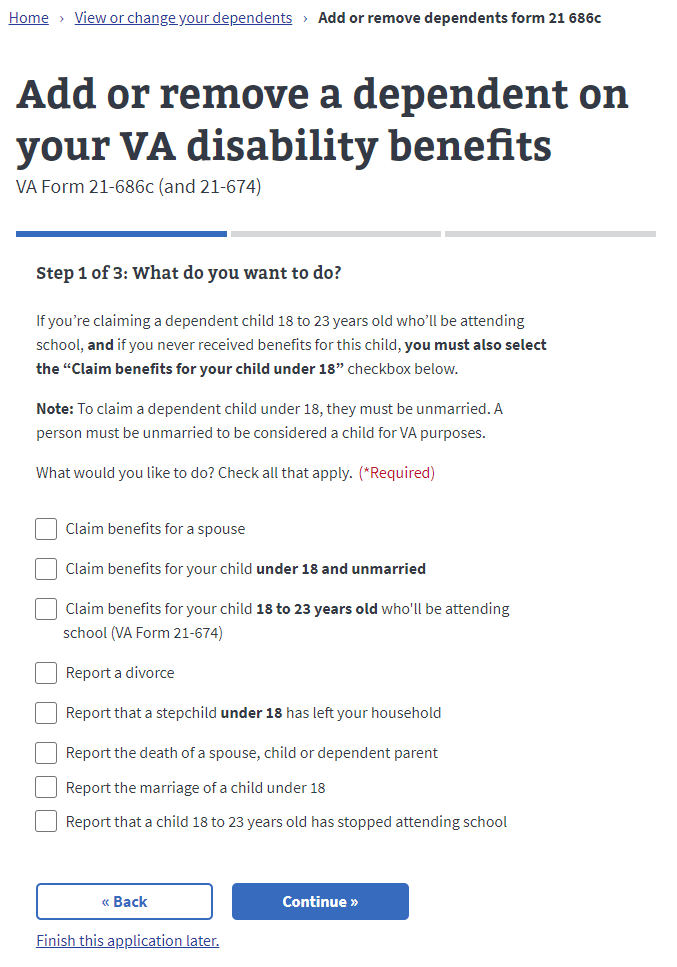 Home › View or change your dependents › Add or remove dependents form 21 686c
Add or remove a dependent on
your VA disability benefits
VA Form 21-686c (and 21-674)
Step 1 of 3: What do you want to do?
If you’re claiming a dependent child 18 to 23 years old who’ll be attending
school, and if you never received benefits for this child, you must also select
the “Claim benefits for your child under 18” checkbox below.
Note: To claim a dependent child under 18, they must be unmarried. A
person must be unmarried to be considered a child for VA purposes.
What would you like to do? Check all that apply. (*Required)
Claim benefits for a spouse
Claim benefits for your child under 18 and unmarried
Claim benefits for your child 18 to 23 years old who'll be attending
school (VA Form 21-674)
Report a divorce
Report that a stepchild under 18 has left your household
Report the death of a spouse, child or dependent parent
Report the marriage of a child under 18
Report that a child 18 to 23 years old has stopped attending school
« Back Continue »
Finish this application later.